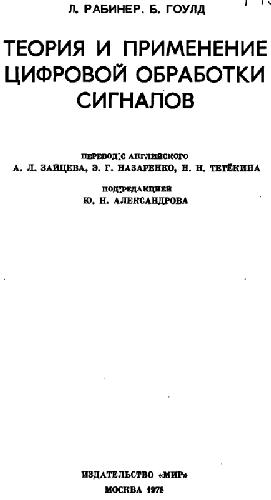 Л. РАБИНЕР. Б. ГОУЛД
ТЕОРИЯ И ПРИМЕНЕНИЕ
ЦИФРОВОЙ ОБРАБОТКИ
СИГНАЛОВ
ПЕРЕВОД С АНГЛИЙСКОГО
А. Л. ЗАЙЦЕВА, Э. Г. НАЗАРЕНКО, Н. Н. ТЕТЁКИНА
ПОД РЕДАКЦИЕЙ
Ю. Н. АЛЕКСАНДРОВА
ИЗДАТЕЛЬСТВО «МИР»
МОСКВА 1978